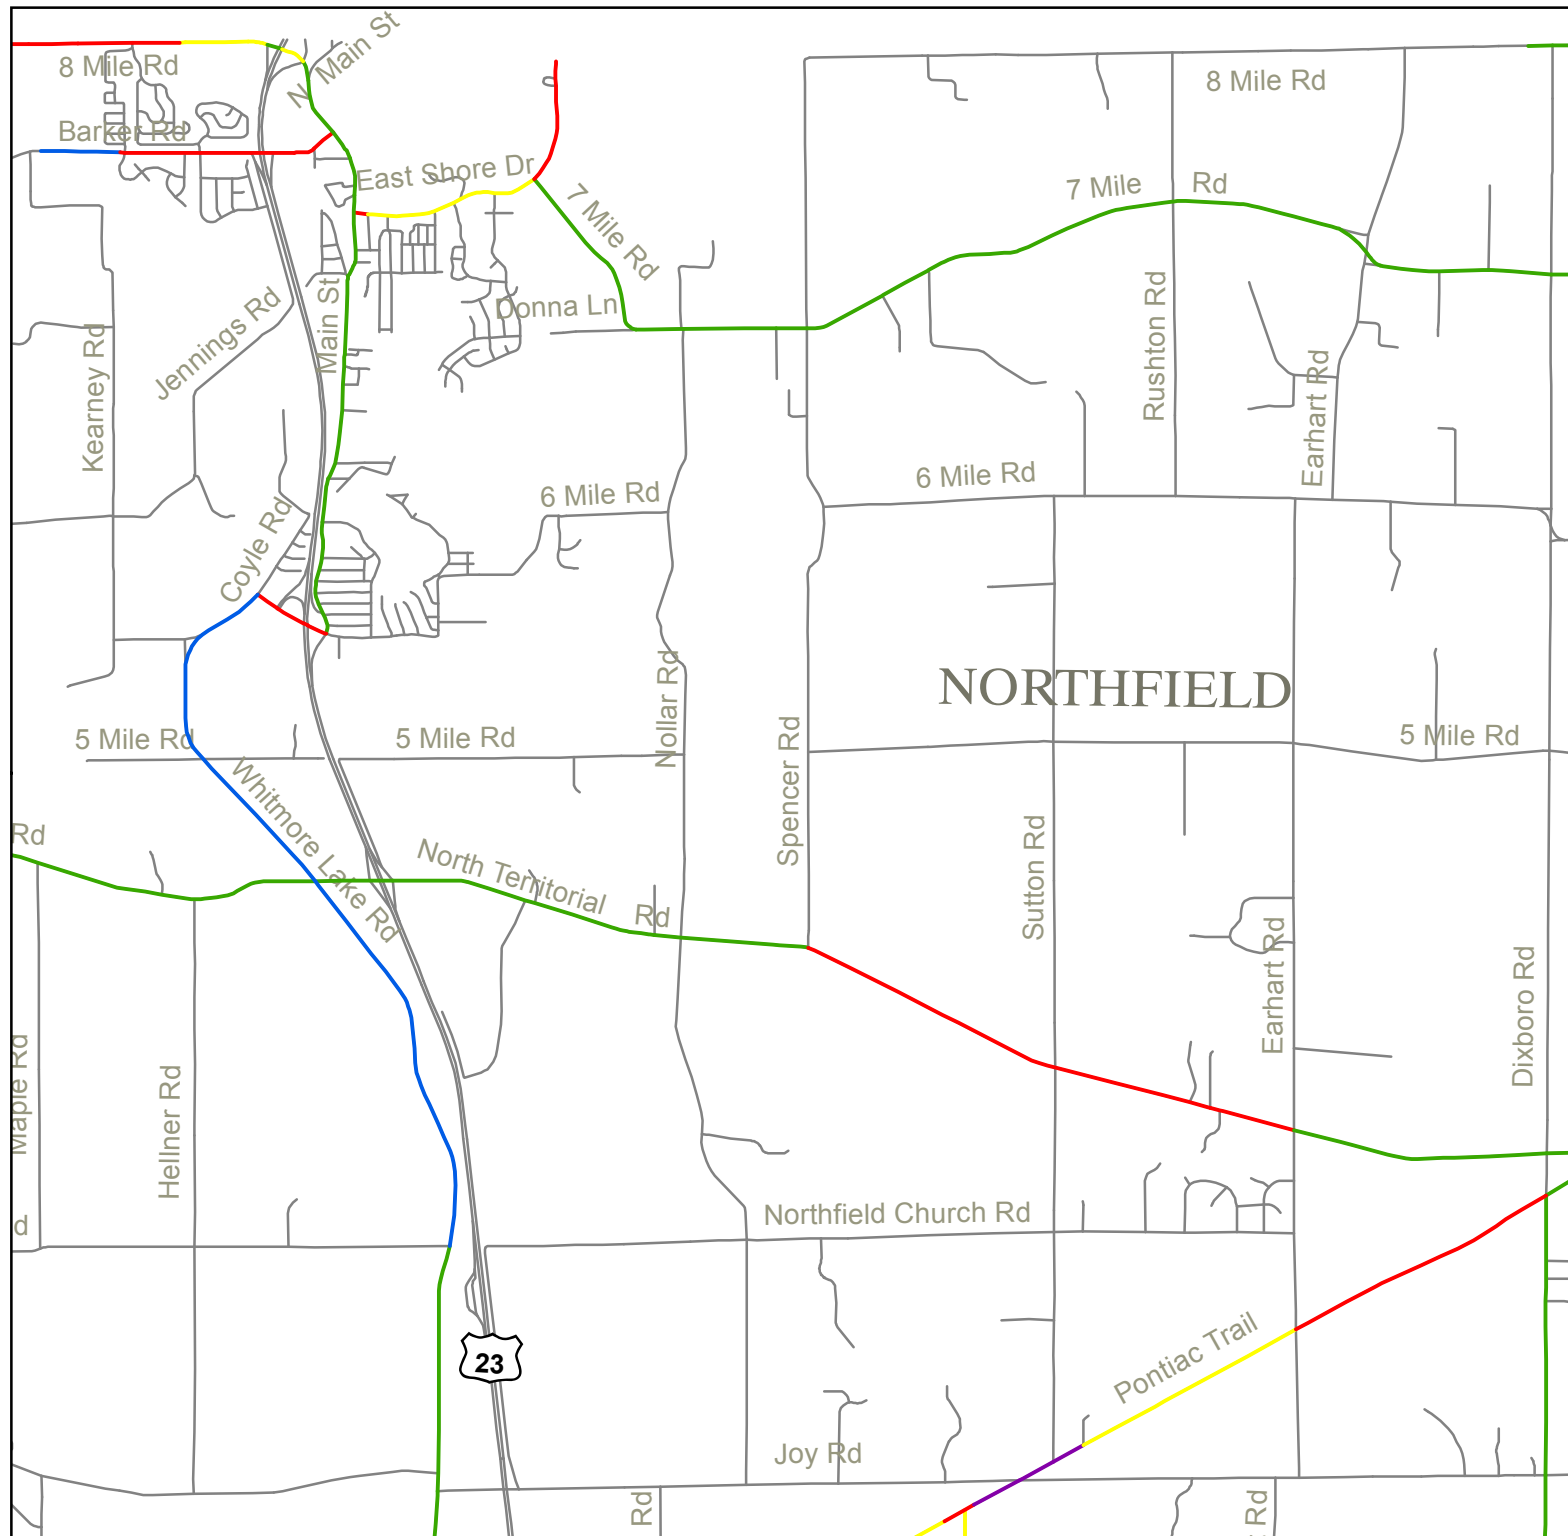 N Main St
8 Mile Rd
8 Mile Rd
Barker Rd
East Shore Dr
7 Mile Rd
7 Mile Rd
Donna Ln
Jennings Rd
Main St
Kearney Rd
Rushton Rd
Earhart Rd
6 Mile Rd
6 Mile Rd
Coyle Rd
NORTHFIELD
Nollar Rd
Spencer Rd
5 Mile Rd
5 Mile Rd
5 Mile Rd
Whitmore Lake Rd
Rd
North Territorial Rd
Sutton Rd
Earhart Rd
Dixboro Rd
Maple Rd
Hellner Rd
d
Northfield Church Rd
23
Pontiac Trail
Joy Rd
Rd
Rd